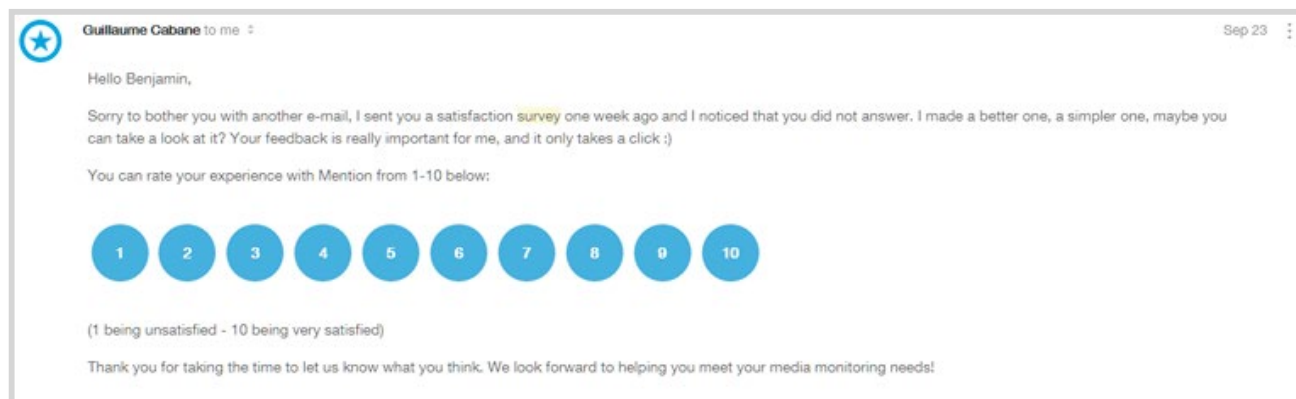 Guillaume Cabane to me
Sep 23
Hello Benjamin,
Sorry to bother you with another e-mail, I sent you a satisfaction survey one week ago and I noticed that you did not answer. I made a better one, a simpler one, maybe you
can take a look at it? Your feedback is really important for me, and it only takes a click :)
You can rate your experience with Mention from 1-10 below:
1 2 3 4 5 6 7 8 9 10
(1 being unsatisfied - 10 being very satisfied)
Thank you for taking the time to let us know what you think. We look forward to helping you meet your media monitoring needs!